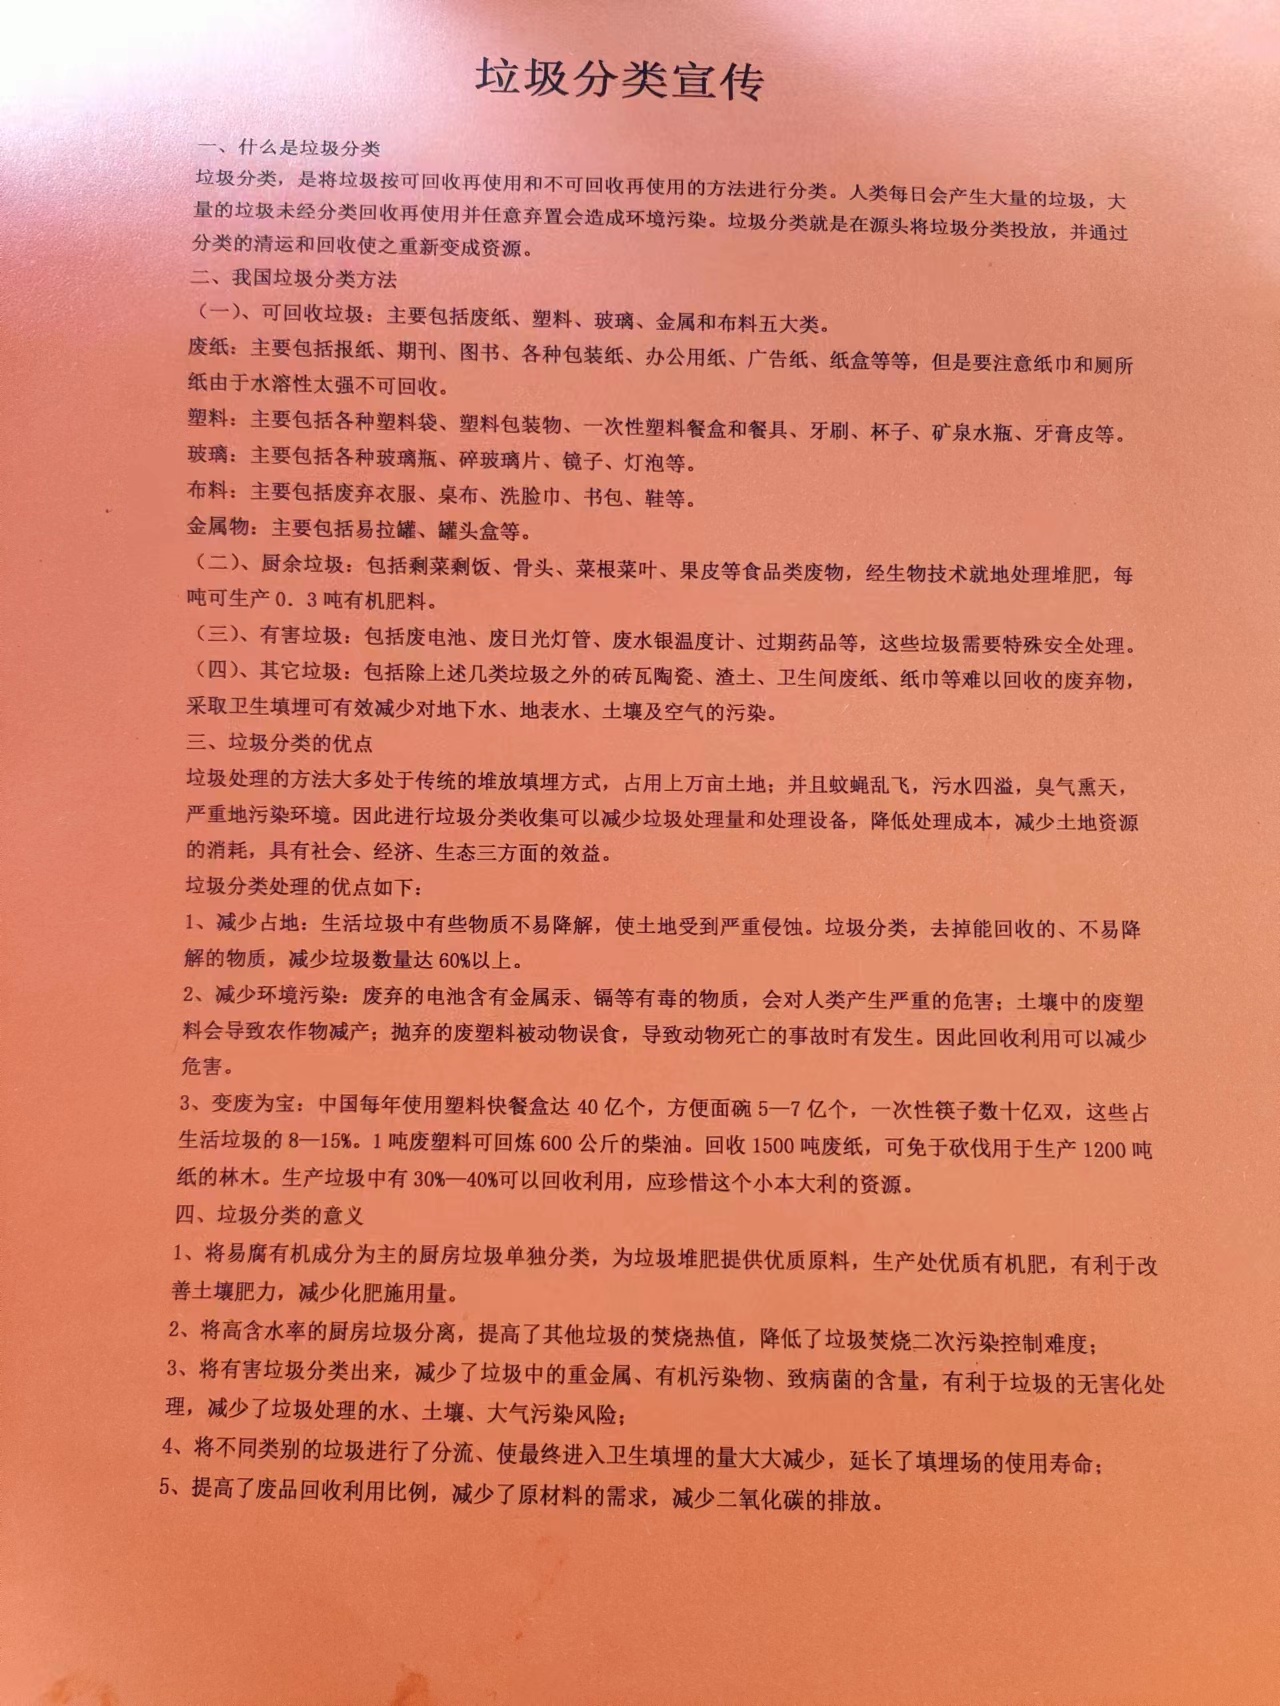 垃圾分类宣传
一、什么是垃圾分类
垃圾分类，是将垃圾按可回收再使用和不可回收再使用的方法进行分类。人类每日会产生大量的垃圾，大
量的垃圾未经分类回收再使用并任意弃置会造成环境污染。垃圾分类就是在源头将垃圾分类投放，并通过
分类的清运和回收使之重新变成资源。
二、我国垃圾分类方法
（一）、可回收垃圾：主要包括废纸、塑料、玻璃、金属和布料五大类。
废纸：主要包括报纸、期刊、图书、各种包装纸、办公用纸、广告纸、纸盒等等，但是要注意纸巾和厕所
纸由于水溶性太强不可回收。
塑料：主要包括各种塑料袋、塑料包装物、一次性塑料餐盒和餐具、牙刷、杯子、矿泉水瓶、牙膏皮等。
玻璃：主要包括各种玻璃瓶、碎玻璃片、镜子、灯泡等。
布料：主要包括废弃衣服、桌布、洗脸巾、书包、鞋等。
金属物：主要包括易拉罐、罐头盒等。
（二）、厨余垃圾：包括剩菜剩饭、骨头、菜根菜叶、果皮等食品类废物，经生物技术就地处理堆肥，每
吨可生产0．3吨有机肥料。
（三）、有害垃圾：包括废电池、废日光灯管、废水银温度计、过期药品等，这些垃圾需要特殊安全处理。
（四）、其它垃圾：包括除上述几类垃圾之外的砖瓦陶瓷、渣土、卫生间废纸、纸巾等难以回收的废弃物，
采取卫生填埋可有效减少对地下水、地表水、土壤及空气的污染。
三、垃圾分类的优点
垃圾处理的方法大多处于传统的堆放填埋方式，占用上万亩土地；并且蚊蝇乱飞，污水四溢，臭气熏天，
严重地污染环境。因此进行垃圾分类收集可以减少垃圾处理量和处理设备，降低处理成本，减少土地资源
的消耗，具有社会、经济、生态三方面的效益。
垃圾分类处理的优点如下：
1、减少占地：生活垃圾中有些物质不易降解，使土地受到严重侵蚀。垃圾分类，去掉能回收的、不易降
解的物质，减少垃圾数量达60%以上。
2、减少环境污染：废弃的电池含有金属汞、镉等有毒的物质，会对人类产生严重的危害；土壤中的废塑
料会导致农作物减产；抛弃的废塑料被动物误食，导致动物死亡的事故时有发生。因此回收利用可以减少
危害。
3、变废为宝：中国每年使用塑料快餐盒达40亿个，方便面碗5—7亿个，一次性筷子数十亿双，这些占
生活垃圾的8—15%。1吨废塑料可回炼600公斤的柴油。回收1500吨废纸，可免于砍伐用于生产1200吨
纸的林木。生产垃圾中有30%—40%可以回收利用，应珍惜这个小本大利的资源。
四、垃圾分类的意义
1、将易腐有机成分为主的厨房垃圾单独分类，为垃圾堆肥提供优质原料，生产处优质有机肥，有利于改
善土壤肥力，减少化肥施用量。
2、将高含水率的厨房垃圾分离，提高了其他垃圾的焚烧热值，降低了垃圾焚烧二次污染控制难度；
3、将有害垃圾分类出来，减少了垃圾中的重金属、有机污染物、致病菌的含量，有利于垃圾的无害化处
理，减少了垃圾处理的水、土壤、大气污染风险；
4、将不同类别的垃圾进行了分流、使最终进入卫生填埋的量大大减少，延长了填埋场的使用寿命；
5、提高了废品回收利用比例，减少了原材料的需求，减少二氧化碳的排放。